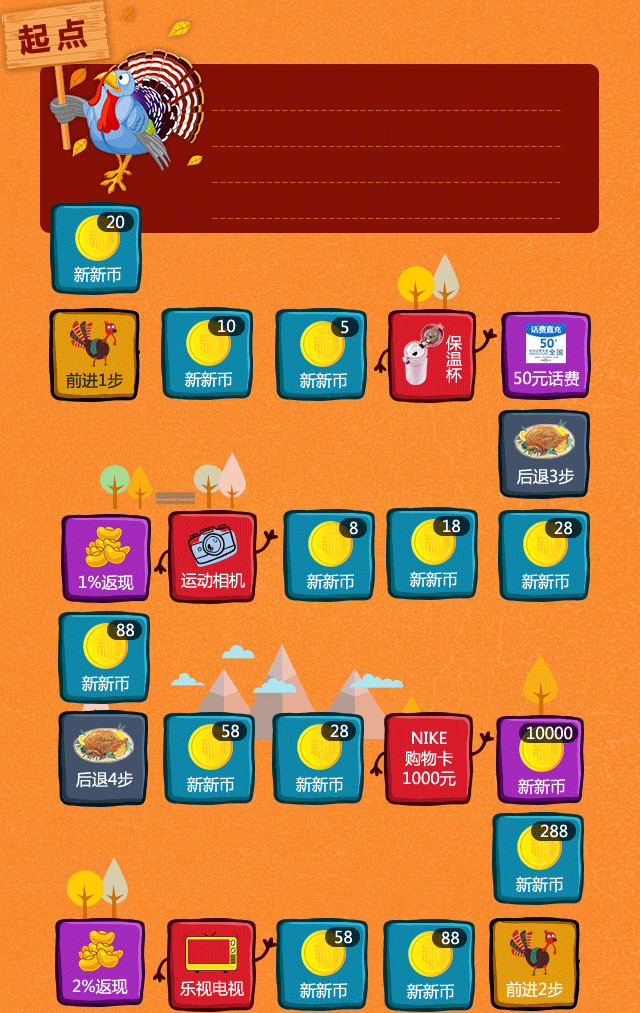 起点
20
新新币
前进1步
10
新新币
5
新新币
保温杯
话费直充
50
全国
50元话费
后退3步
1%返现
运动相机
8
新新币
18
新新币
28
新新币
88
新新币
后退4步
58
新新币
28
新新币
NIKE
购物卡
1000元
10000
新新币
288
新新币
2%返现
乐视电视
58
新新币
88
新新币
前进2步